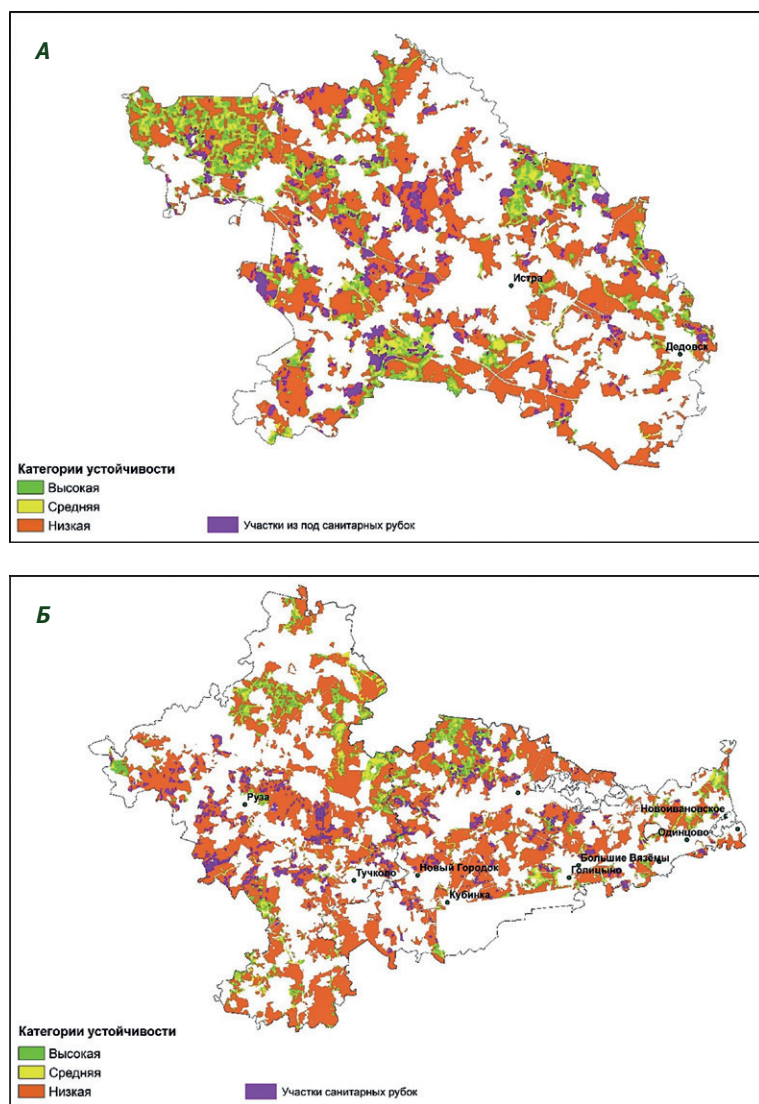 А
Истра
Дедовск
Категории устойчивости
Высокая
Средняя
Низкая
Участки из под санитарных рубок
Б
Руза
Новоивановское
Одинцово
Большие Вязёмы
Голицыно
Тучково
Новый Городок
Кубинка
Категории устойчивости
Высокая
Средняя
Низкая
Участки санитарных рубок